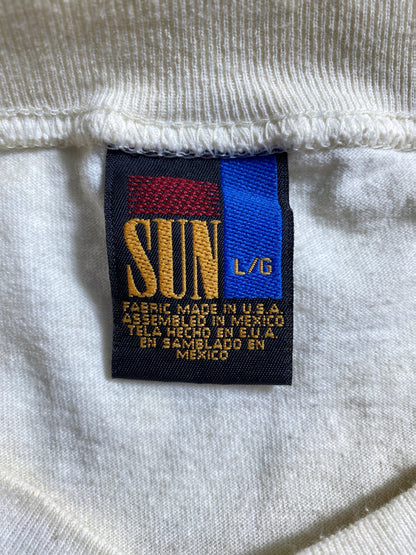 SUN
L/G
FABRIC MADE IN U.S.A.
ASSEMBLED IN MEXICO
TELA HECHO EN E.U.A.
EN SAMBLADO EN
MEXICO